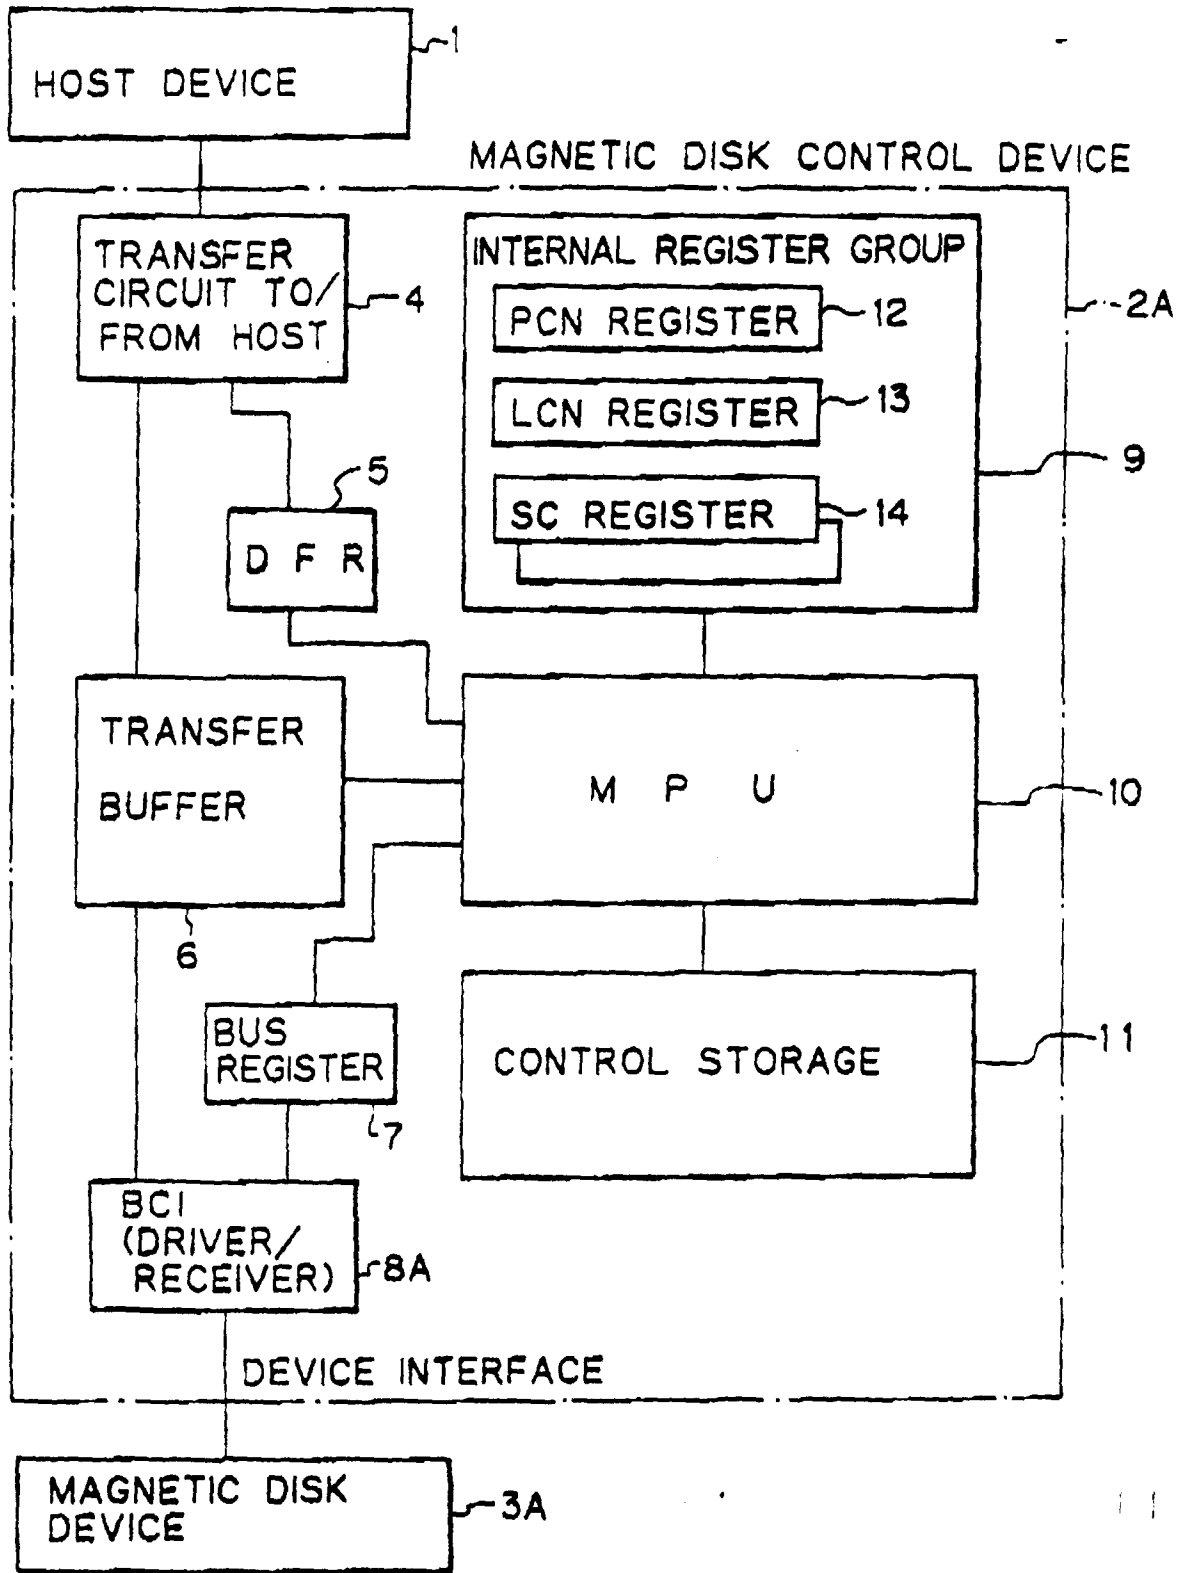 1
HOST DEVICE
MAGNETIC DISK CONTROL DEVICE
TRANSFER
CIRCUIT TO/
FROM HOST
4
INTERNAL REGISTER GROUP
PCN REGISTER
12
2A
LCN REGISTER
13
9
SC REGISTER
14
5
D F R
TRANSFER
BUFFER
6
M P U
10
BUS
REGISTER
7
CONTROL STORAGE
11
BCI
(DRIVER/
RECEIVER)
8A
DEVICE INTERFACE
MAGNETIC DISK
DEVICE
3A